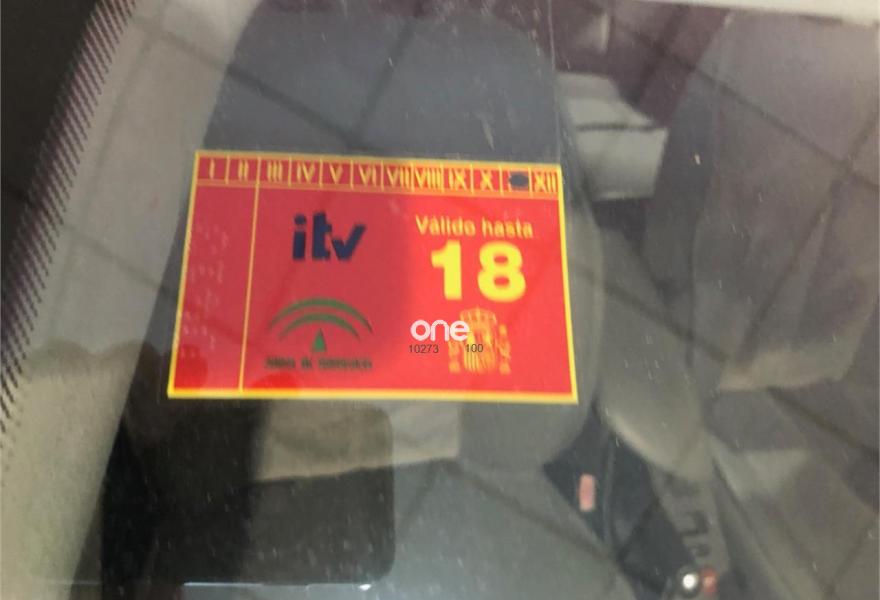 I II III IV V VI VII VIII IX X XII
itv
Válido hasta
18
one
10273 100